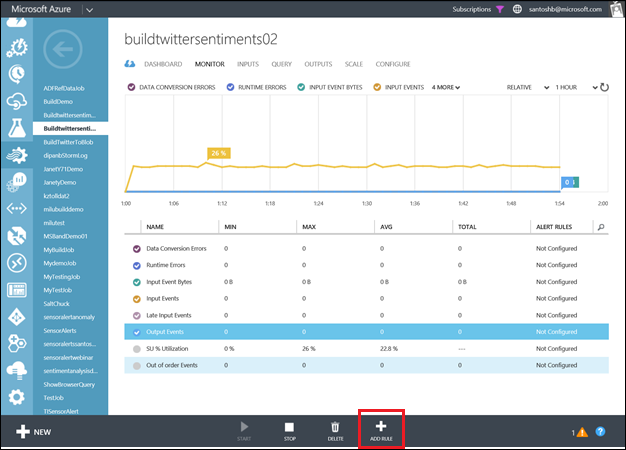 Microsoft Azure
Subscriptions
santoshb@microsoft.com
buildtwittersentiments02
DASHBOARD MONITOR INPUTS QUERY OUTPUTS SCALE CONFIGURE
DATA CONVERSION ERRORS RUNTIME ERRORS INPUT EVENT BYTES INPUT EVENTS 4 MORE RELATIVE 1 HOUR
26 %
0
1:00 1:06 1:12 1:18 1:24 1:30 1:36 1:42 1:48 1:54 2:00
NAME MIN MAX AVG TOTAL ALERT RULES
Data Conversion Errors 0 0 0 0 Not Configured
Runtime Errors 0 0 0 0 Not Configured
Input Event Bytes 0 B 0 B 0 B 0 B Not Configured
Input Events 0 0 0 0 Not Configured
Late Input Events 0 0 0 0 Not Configured
Output Events 0 0 0 0 Not Configured
SU % Utilization 0 % 26 % 22.8 % --- Not Configured
Out of order Events 0 0 0 0 Not Configured
ADFRefDataJob
BuildDemo
Buildtwittersentim...
Buildtwittersenti...
BuildTwitterToBlob
dipanbStormLog
JanetY71Demo
JanetyDemo
kztolldat2
milubuilddemo
milutest
MSBandDemo01
MyBuildJob
MydemoJob
MyTestingJob
MyTestJob
SaltChuck
sensoralertanomaly
SensorAlerts
sensoralertssantos...
sensoralertwebinar
sentimentanalysisd...
ShowBrowserQuery
TestJob
TISensorAlert
NEW
START
STOP
DELETE
ADD RULE
1
?